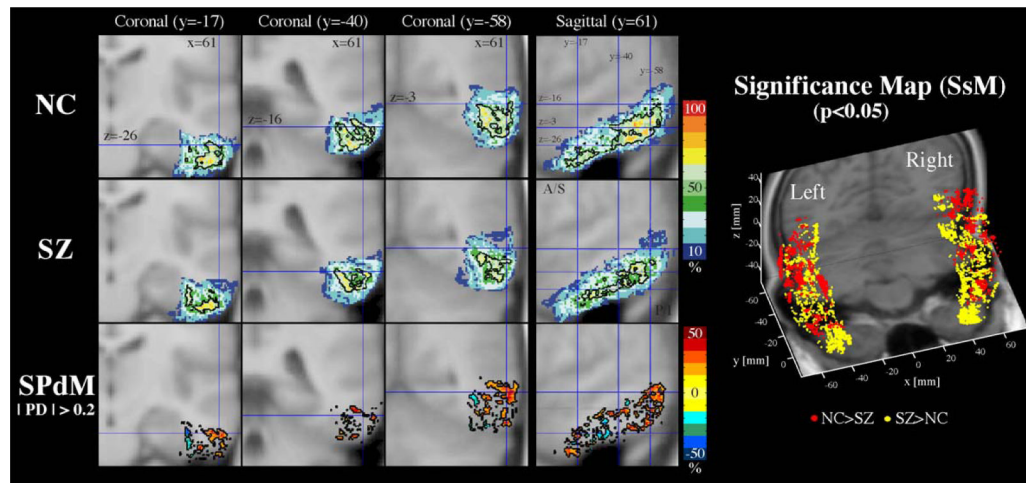 Coronal (y=-17)
Coronal (y=-40)
Coronal (y=-58)
Sagittal (y=61)
NC
x=61
z=-26
x=61
z=-16
x=61
z=-3
y=-17
y=-40
y=-58
z=-16
z=-3
z=-26
100
50
10
%
SZ
A/S
P/I
SPdM
| PD | > 0.2
50
0
-50
%
Significance Map (SsM)
(p<0.05)
Right
Left
z [mm]
40
20
0
-20
-40
-60
-40
-20
0
y [mm]
20
-60
-40
-20
0
20
40
60
x [mm]
NC>SZ
SZ>NC